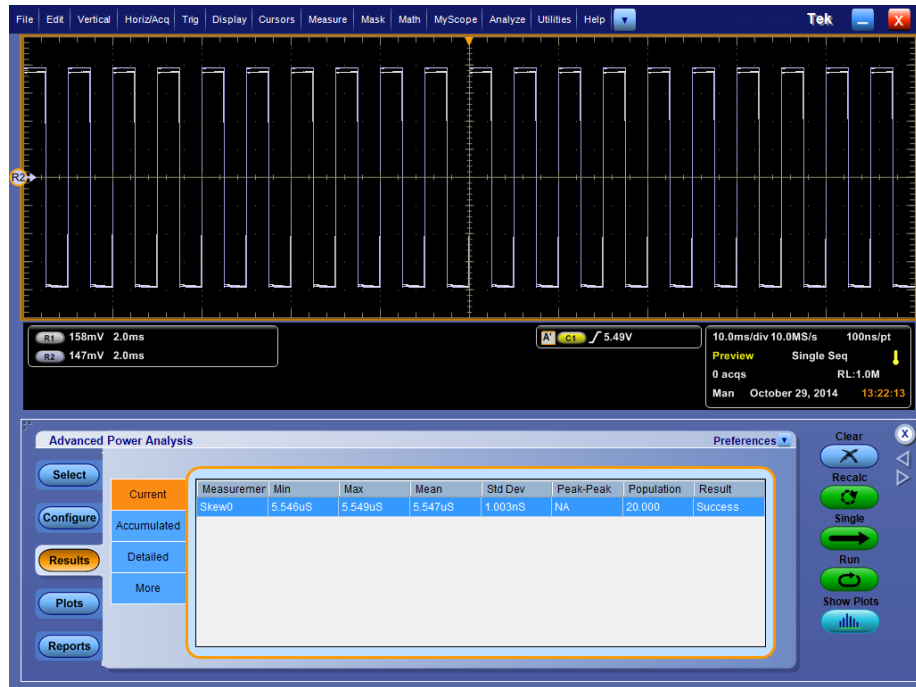 File Edit Vertical Horiz/Acq Trig Display Cursors Measure Mask Math MyScope Analyze Utilities Help Tek X
R2
R1 158mV 2.0ms
R2 147mV 2.0ms
A' C1 5.49V
10.0ms/div 10.0MS/s 100ns/pt
Preview Single Seq
0 acqs RL:1.0M
Man October 29, 2014 13:22:13
Advanced Power Analysis Preferences X
Select
Configure
Results
Plots
Reports
Current
Accumulated
Detailed
More
Measuremer Min Max Mean Std Dev Peak-Peak Population Result
Skew0 5.546uS 5.549uS 5.547uS 1.003nS NA 20.000 Success
Clear
Recalc
Single
Run
Show Plots